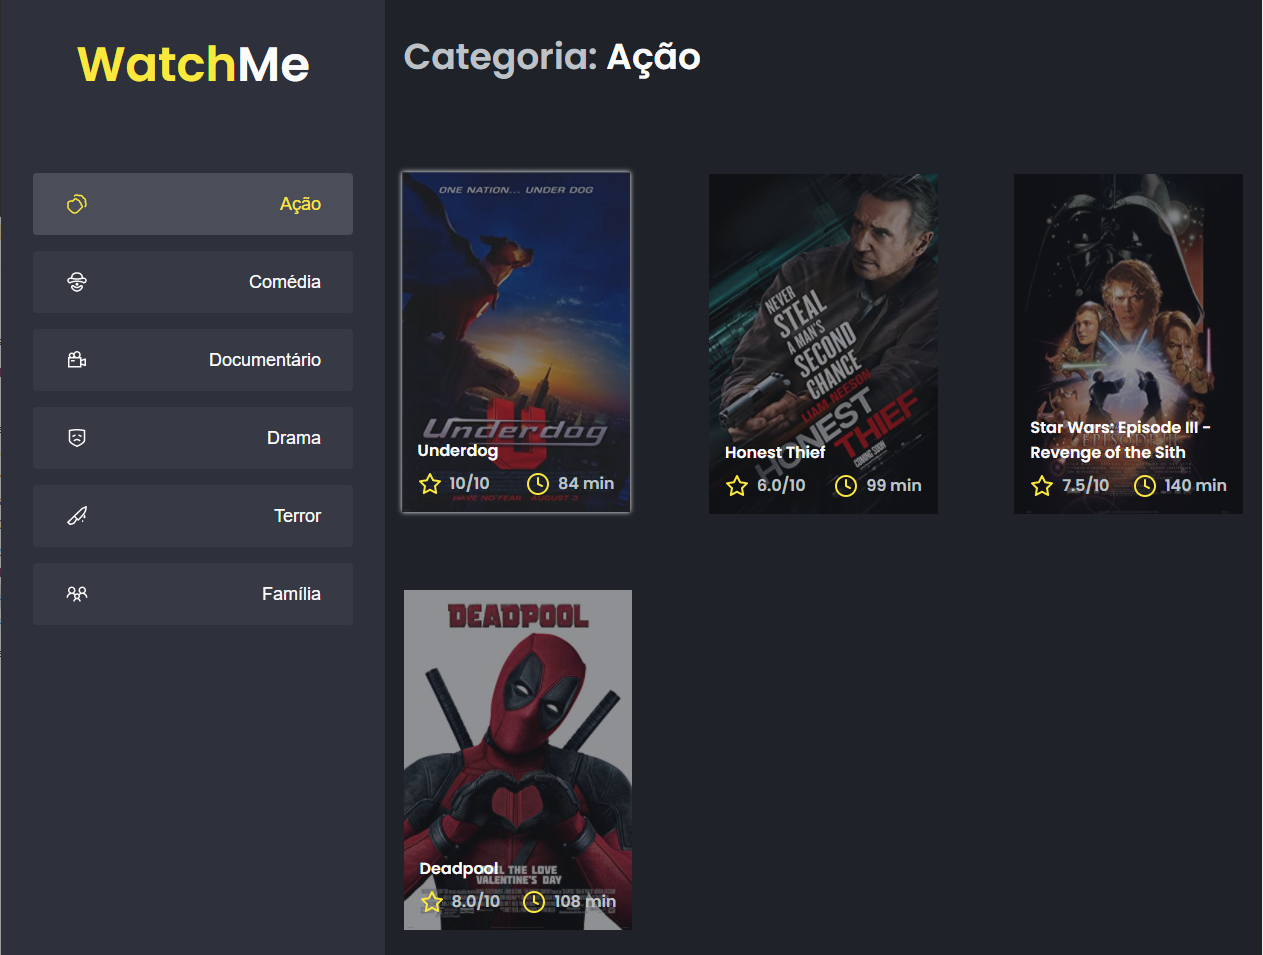 WatchMe
Ação
Comédia
Documentário
Drama
Terror
Família
Categoria: Ação
ONE NATION... UNDER DOG
Underdog
Underdog
10/10 84 min
HAVE NO FEAR AUGUST 3
NEVER
STEAL
A MAN'S
SECOND
CHANCE
LIAM NEESON
HONEST
THIEF
COMING SOON
Honest Thief
6.0/10 99 min
Star Wars: Episode III -
Revenge of the Sith
7.5/10 140 min
DEADPOOL
Deadpool
THE LOVE
VALENTINE'S DAY
8.0/10 108 min